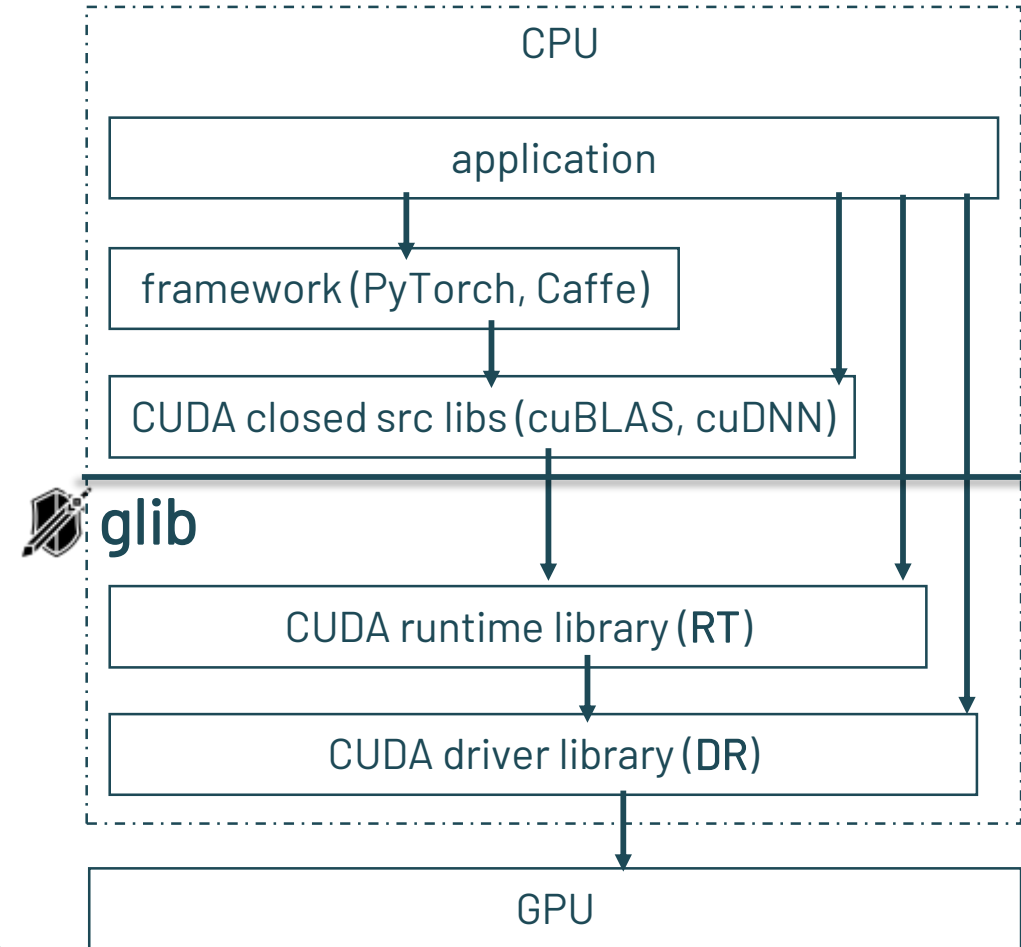 CPU
application
framework (PyTorch, Caffe)
CUDA closed src libs (cuBLAS, cuDNN)
glib
CUDA runtime library (RT)
CUDA driver library (DR)
GPU